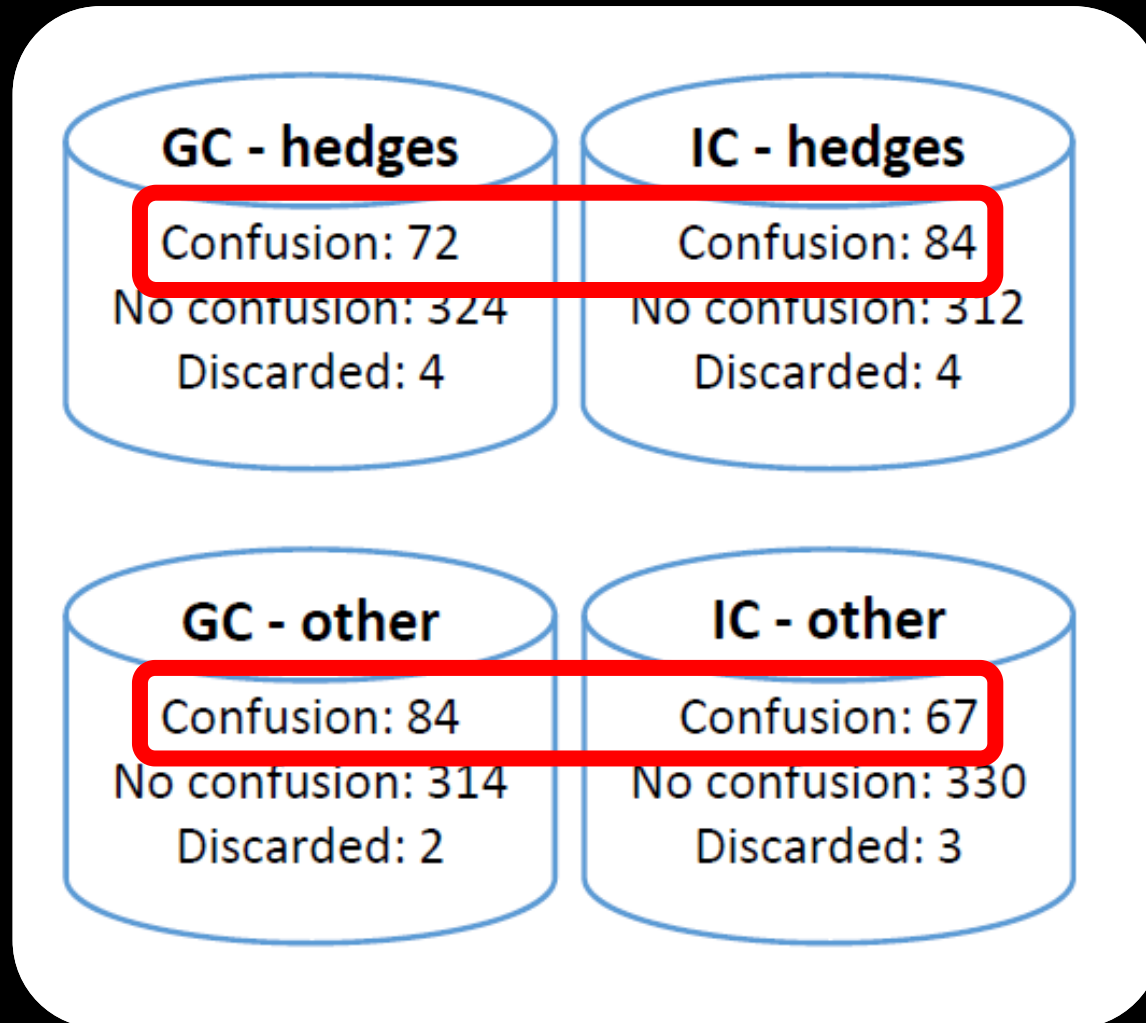 GC - hedges
Confusion: 72
No confusion: 324
Discarded: 4
IC - hedges
Confusion: 84
No confusion: 312
Discarded: 4
GC - other
Confusion: 84
No confusion: 314
Discarded: 2
IC - other
Confusion: 67
No confusion: 330
Discarded: 3